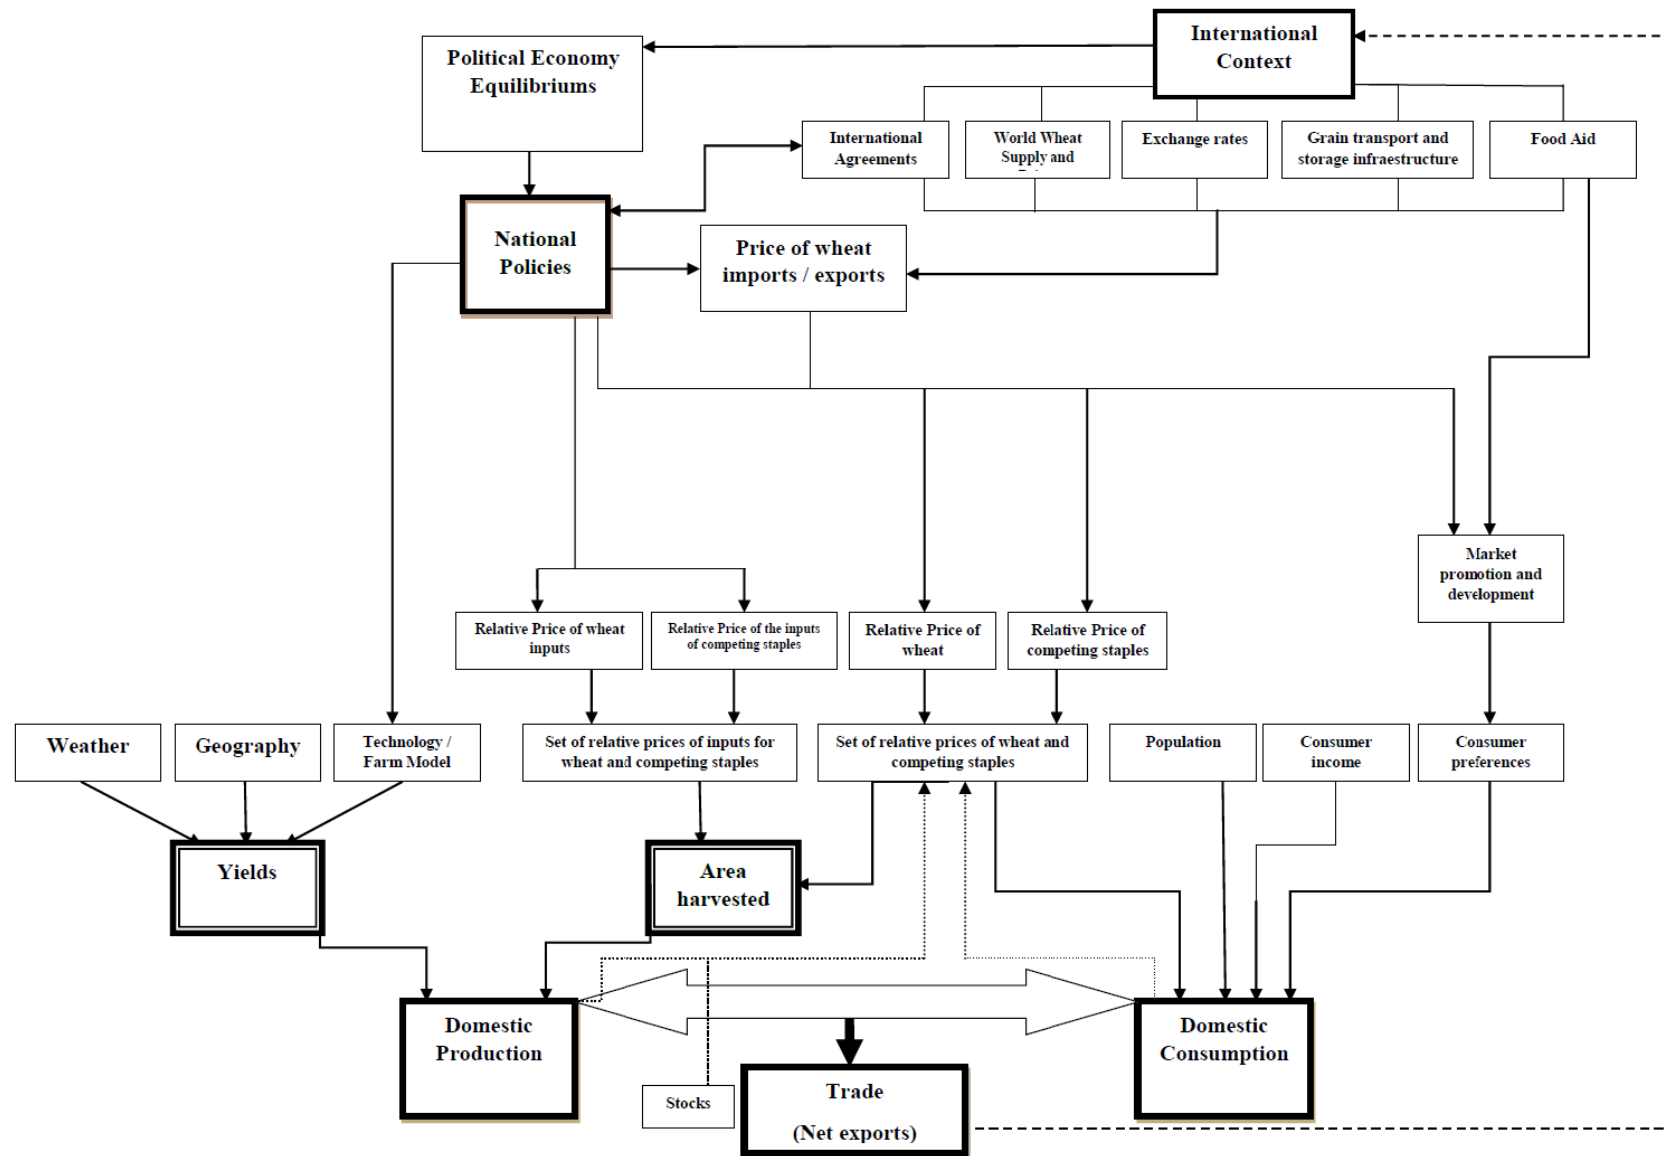 International
Context
Political Economy
Equilibriums
International
Agreements
World Wheat
Supply and
Exchange rates
Grain transport and
storage infraestructure
Food Aid
National
Policies
Price of wheat
imports / exports
Market
promotion and
development
Relative Price of wheat
inputs
Relative Price of the inputs
of competing staples
Relative Price of
wheat
Relative Price of
competing staples
Weather
Geography
Technology /
Farm Model
Set of relative prices of inputs for
wheat and competing staples
Set of relative prices of wheat and
competing staples
Population
Consumer
income
Consumer
preferences
Yields
Area
harvested
Domestic
Production
Domestic
Consumption
Stocks
Trade
(Net exports)